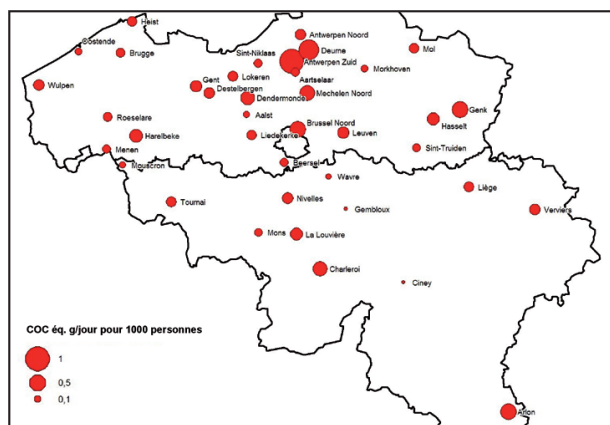 Heist
Antwerpen Noord
Oostende
Brugge
Deurne
Mol
Sint-Niklaas
Antwerpen Zuid
Morkhoven
Lokeren
Aartselaar
Wulpen
Gent
Destelbergen
Dendermonde
Mechelen Noord
Genk
Roeselare
Aalst
Hasselt
Brussel Noord
Harelbeke
Liedekerke
Leuven
Menen
Sint-Truiden
Mouscron
Beersel
Wavre
Liège
Tournai
Nivelles
Gembloux
Verviers
Mons
La Louvière
Charleroi
Ciney
COC éq. g/jour pour 1000 personnes
1
0,5
0,1
Arlon